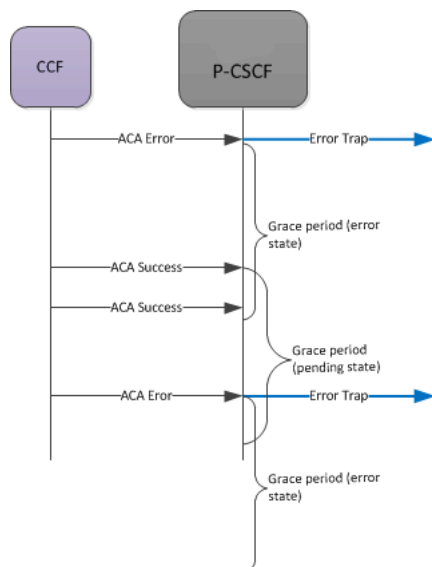 CCF
P-CSCF
ACA Error
Error Trap
Grace period (error
state)
ACA Success
ACA Success
Grace period
(pending state)
ACA Eror
Error Trap
Grace period (error
state)